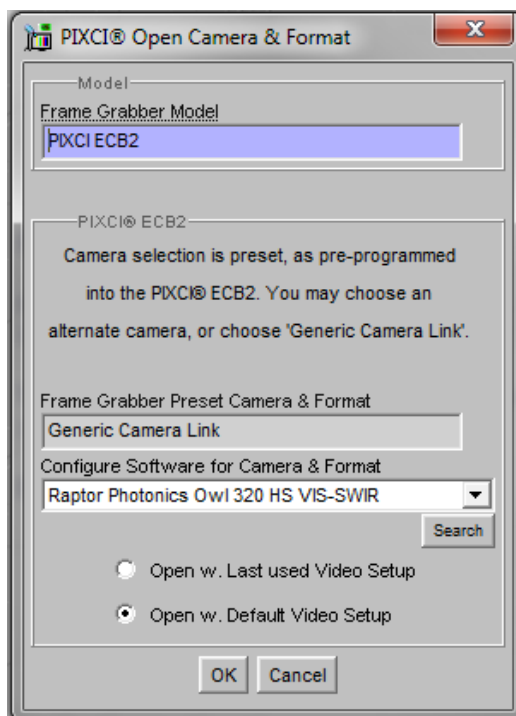 PIXCI® Open Camera & Format
X
Model
Frame Grabber Model
PIXCI ECB2
PIXCI® ECB2
Camera selection is preset, as pre-programmed
into the PIXCI® ECB2. You may choose an
alternate camera, or choose 'Generic Camera Link'.
Frame Grabber Preset Camera & Format
Generic Camera Link
Configure Software for Camera & Format
Raptor Photonics Owl 320 HS VIS-SWIR
Search
Open w. Last used Video Setup
Open w. Default Video Setup
OK Cancel